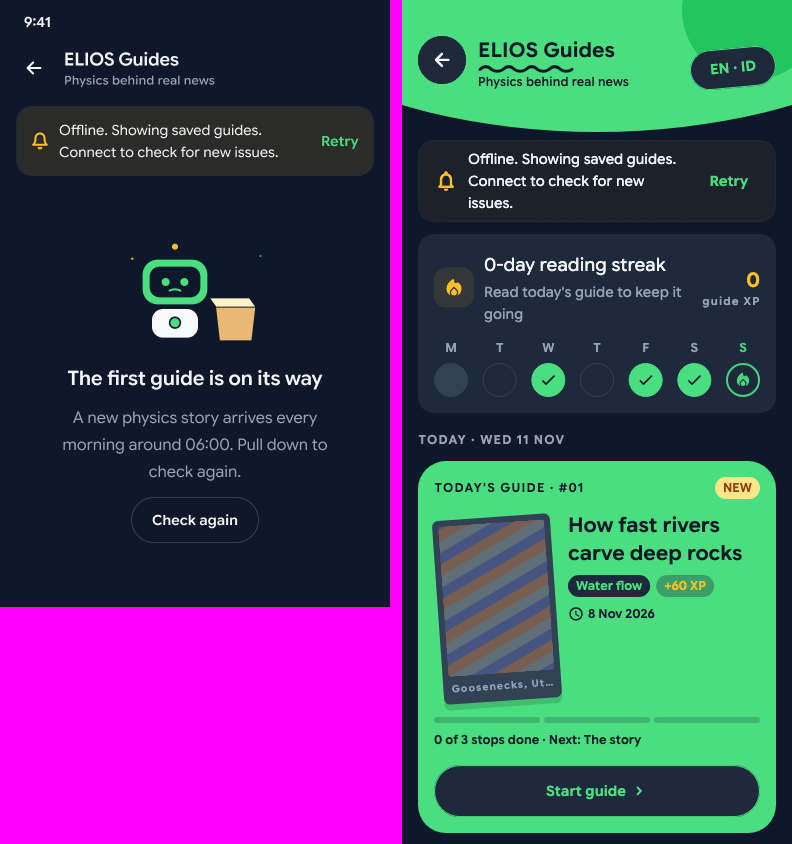 9:41
ELIOS Guides
Physics behind real news
Offline. Showing saved guides.
Connect to check for new issues.
Retry
The first guide is on its way
A new physics story arrives every
morning around 06:00. Pull down to
check again.
Check again
ELIOS Guides
Physics behind real news
EN · ID
Offline. Showing saved guides.
Connect to check for new
issues.
Retry
0-day reading streak
Read today's guide to keep it
going
0
guide XP
M T W T F S S
TODAY · WED 11 NOV
TODAY'S GUIDE · #01
NEW
How fast rivers
carve deep rocks
Water flow
+60 XP
8 Nov 2026
Goosenecks, Ut…
0 of 3 stops done · Next: The story
Start guide